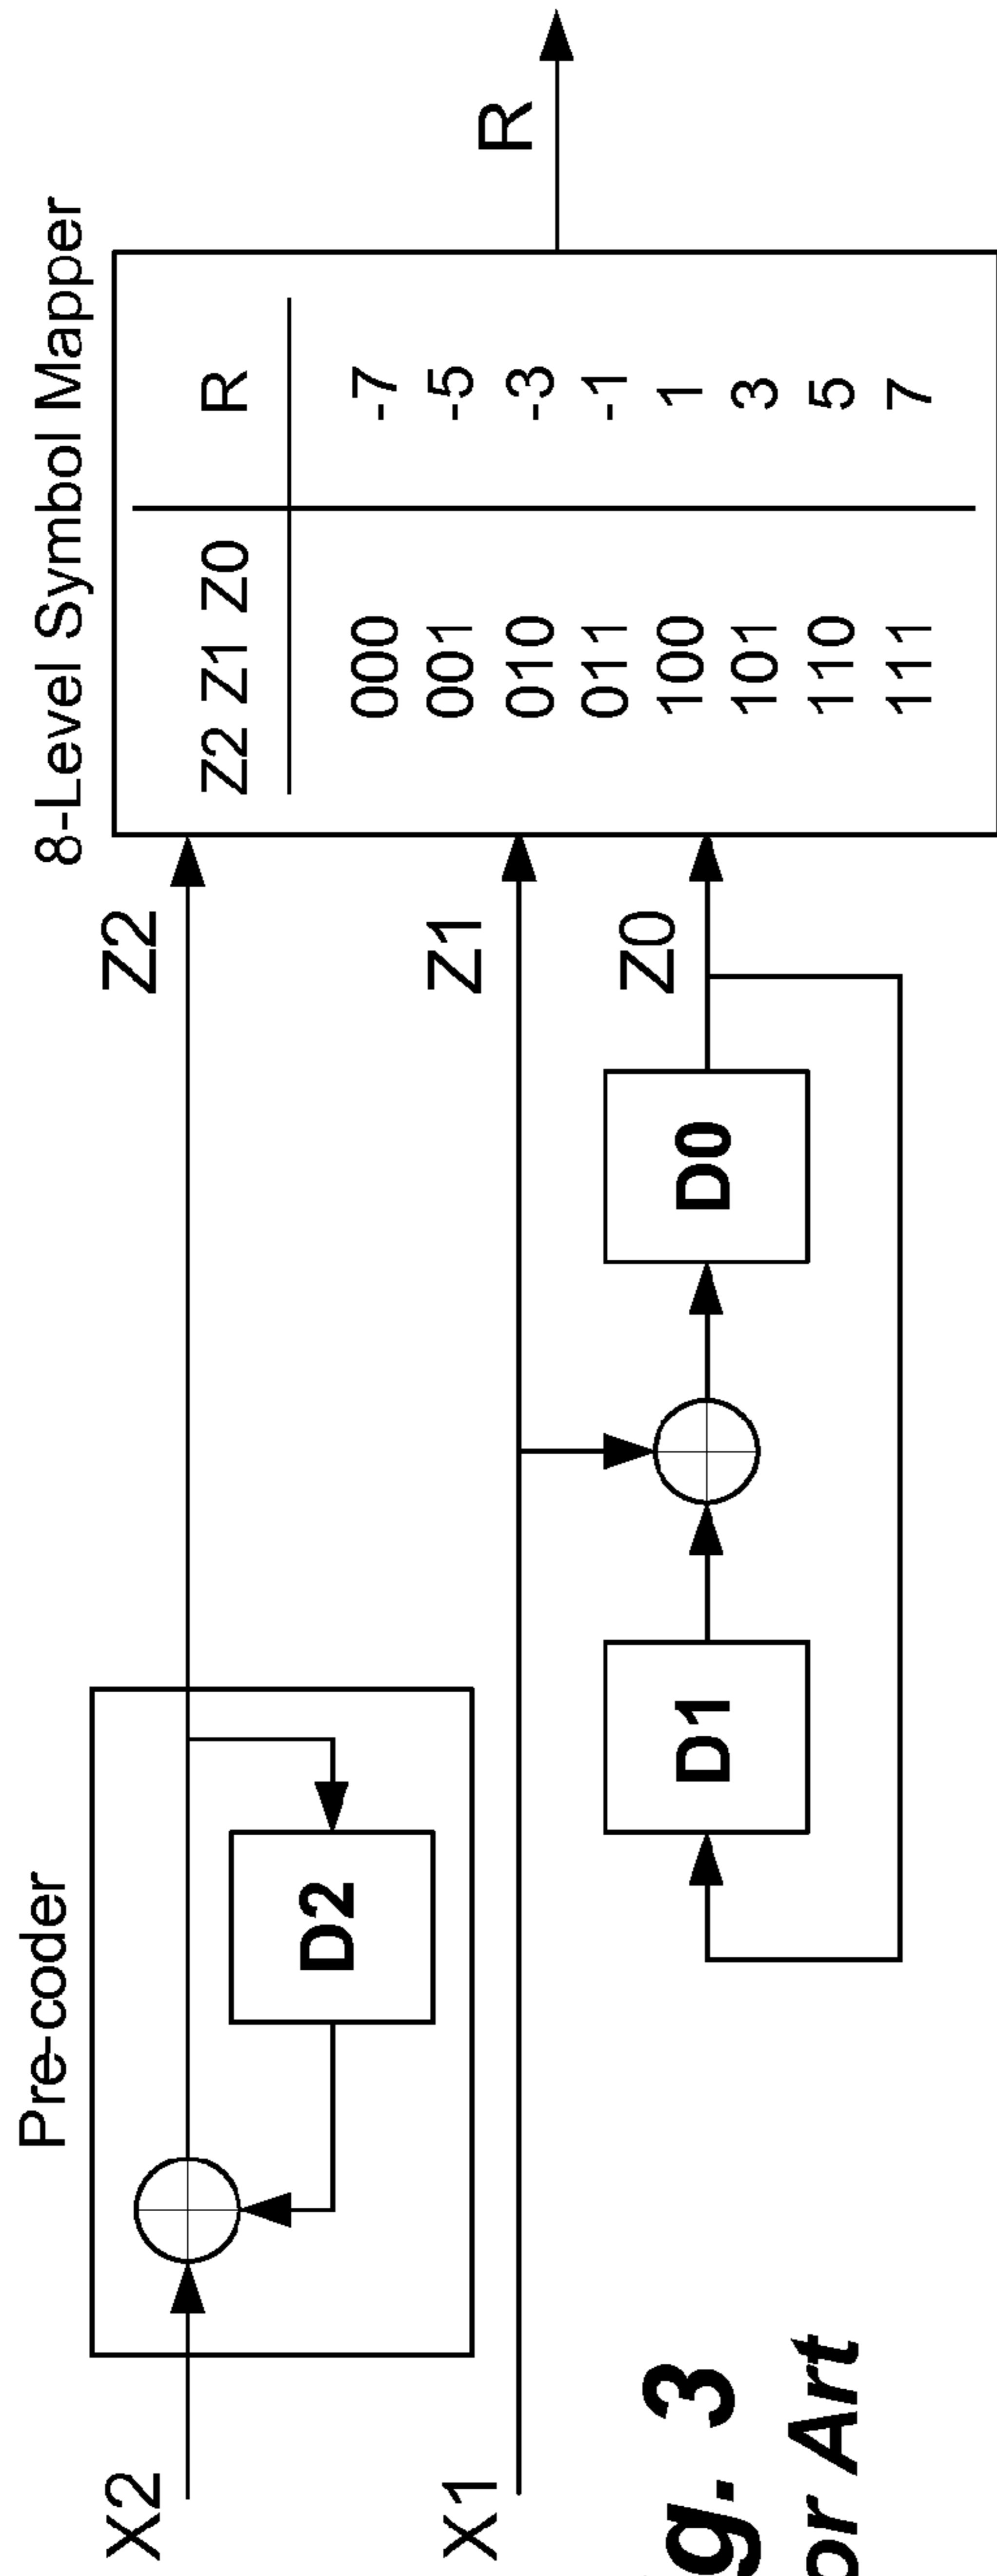 Pre-coder
8-Level Symbol Mapper
X2
D2
Z2
Z2 Z1 Z0 R
000 -7
001 -5
010 -3
011 -1
100 1
101 3
110 5
111 7
R
X1
Z1
D1
D0
Z0
g. 3
or Art